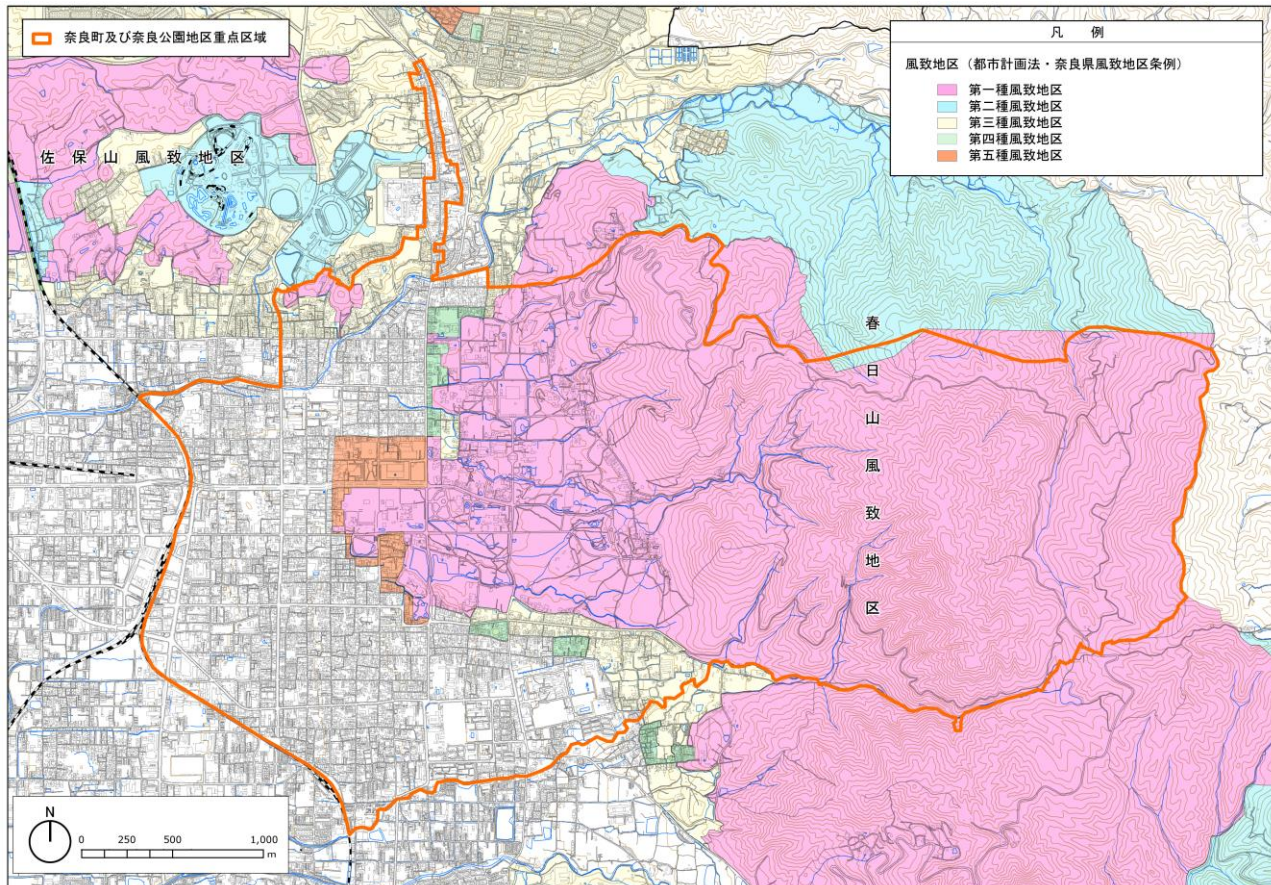 奈良町及び奈良公園地区重点区域
凡 例
風致地区（都市計画法・奈良県風致地区条例）
第一種風致地区
第二種風致地区
第三種風致地区
第四種風致地区
第五種風致地区
佐保山風致地区
春日山風致地区
N
0 250 500 1,000
m